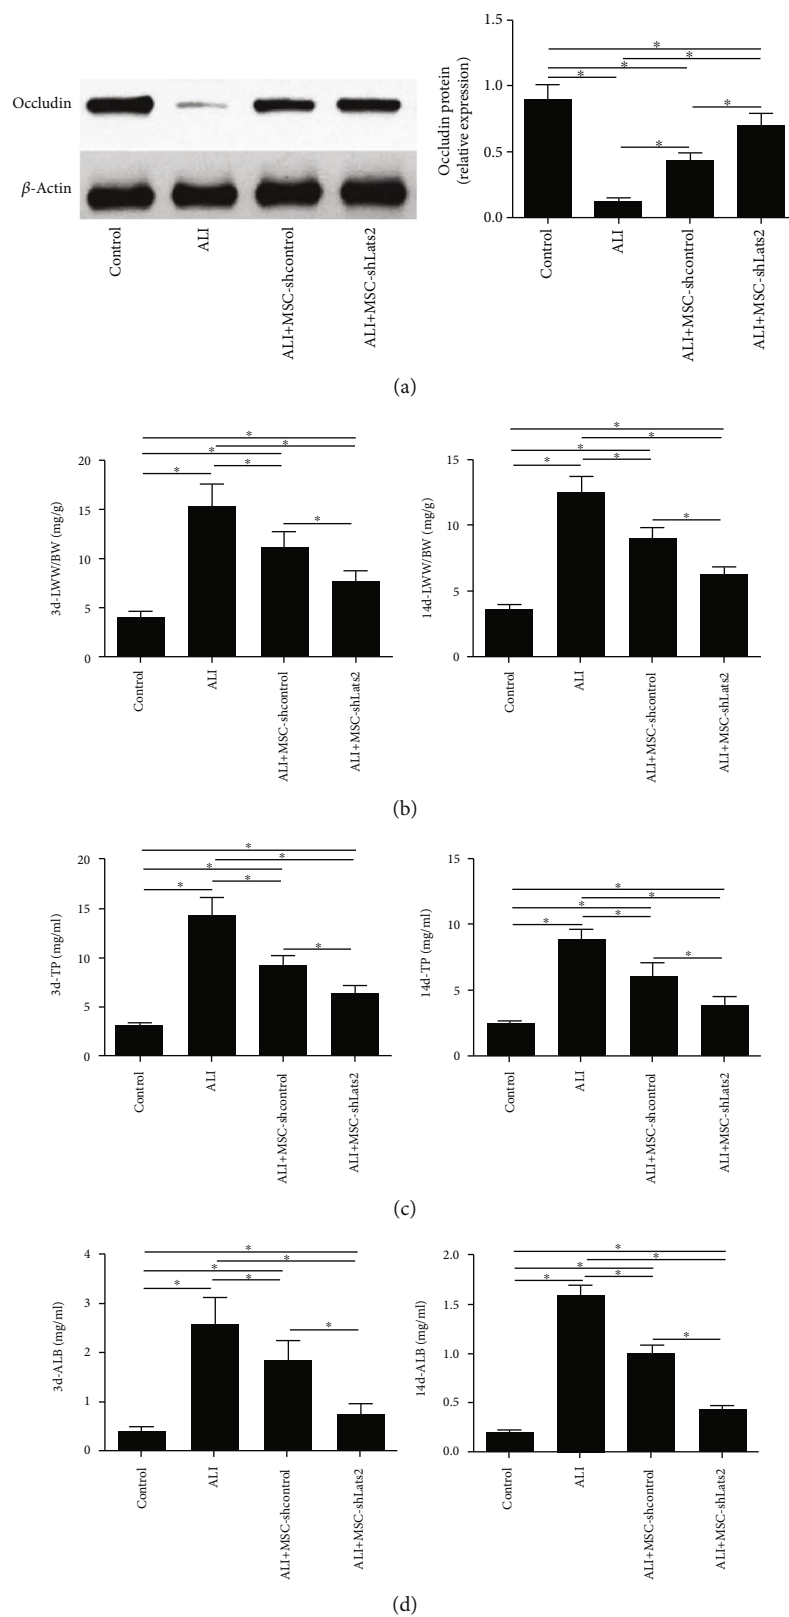 Occludin
β-Actin
Control
ALI
ALI+MSC-shcontrol
ALI+MSC-shLats2
Occludin protein
(relative expression)
1.5
1.0
0.5
0.0
*
*
*
*
*
*
Control
ALI
ALI+MSC-shcontrol
ALI+MSC-shLats2
(a)
3d-LWW/BW (mg/g)
20
15
10
5
0
*
*
*
*
*
*
Control
ALI
ALI+MSC-shcontrol
ALI+MSC-shLats2
14d-LWW/BW (mg/g)
15
10
5
0
*
*
*
*
*
*
Control
ALI
ALI+MSC-shcontrol
ALI+MSC-shLats2
(b)
3d-TP (mg/ml)
20
15
10
5
0
*
*
*
*
*
*
Control
ALI
ALI+MSC-shcontrol
ALI+MSC-shLats2
14d-TP (mg/ml)
15
10
5
0
*
*
*
*
*
*
Control
ALI
ALI+MSC-shcontrol
ALI+MSC-shLats2
(c)
3d-ALB (mg/ml)
4
3
2
1
0
*
*
*
*
*
*
Control
ALI
ALI+MSC-shcontrol
ALI+MSC-shLats2
14d-ALB (mg/ml)
2.0
1.5
1.0
0.5
0.0
*
*
*
*
*
*
Control
ALI
ALI+MSC-shcontrol
ALI+MSC-shLats2
(d)